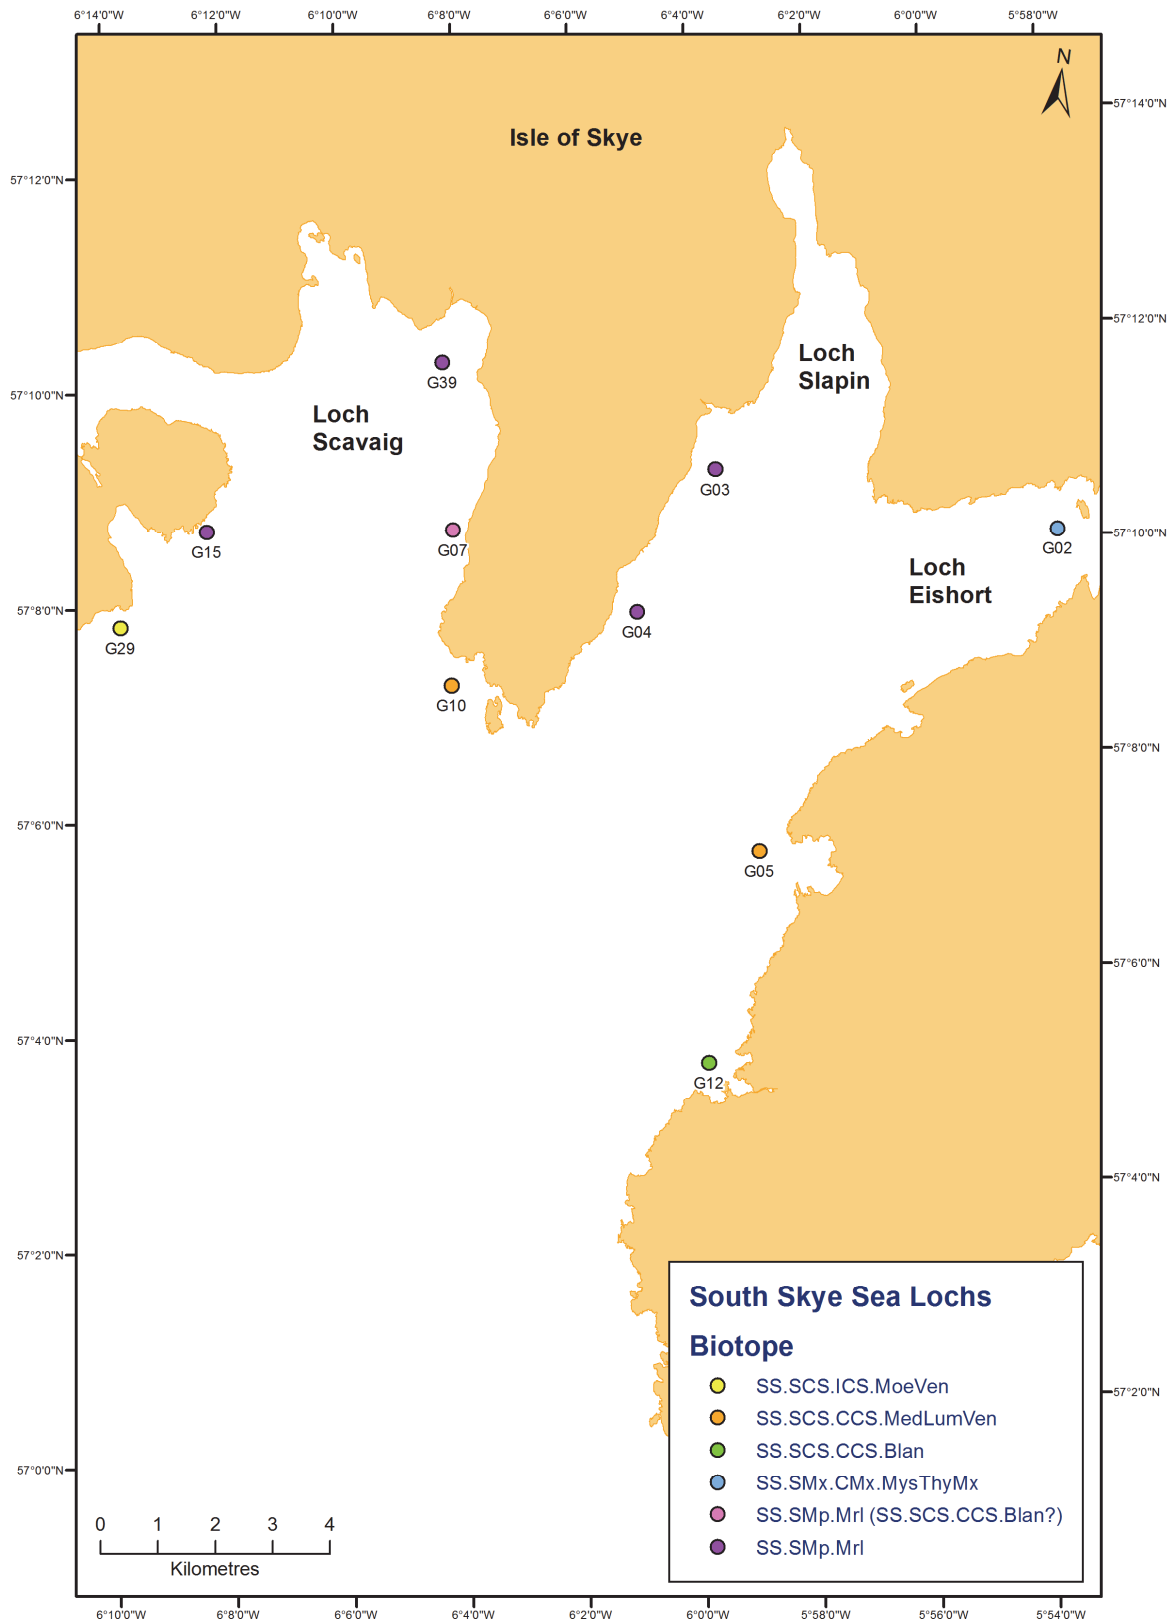 6°14'0"W 6°12'0"W 6°10'0"W 6°8'0"W 6°6'0"W 6°4'0"W 6°2'0"W 6°0'0"W 5°58'0"W
N
57°14'0"N
Isle of Skye
57°12'0"N
57°12'0"N
Loch
Slapin
G39
57°10'0"N
Loch
Scavaig
G03
G15
G07
57°10'0"N
G02
Loch
Eishort
57°8'0"N
G29
G04
G10
57°8'0"N
57°6'0"N
G05
57°6'0"N
57°4'0"N
G12
57°4'0"N
57°2'0"N
South Skye Sea Lochs
Biotope
SS.SCS.ICS.MoeVen
57°2'0"N
SS.SCS.CCS.MedLumVen
SS.SCS.CCS.Blan
57°0'0"N
SS.SMx.CMx.MysThyMx
SS.SMp.Mrl (SS.SCS.CCS.Blan?)
SS.SMp.Mrl
0 1 2 3 4
Kilometres
6°10'0"W 6°8'0"W 6°6'0"W 6°4'0"W 6°2'0"W 6°0'0"W 5°58'0"W 5°56'0"W 5°54'0"W